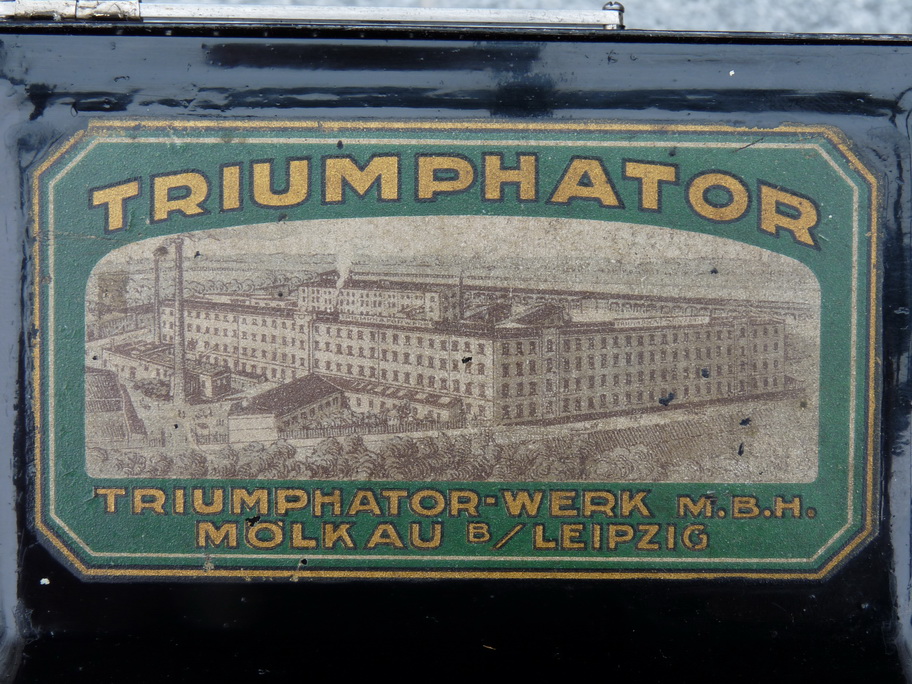 TRIUMPHATOR
TRIUMPHATOR-WERK M.B.H.
MÖLKAU B/LEIPZIG